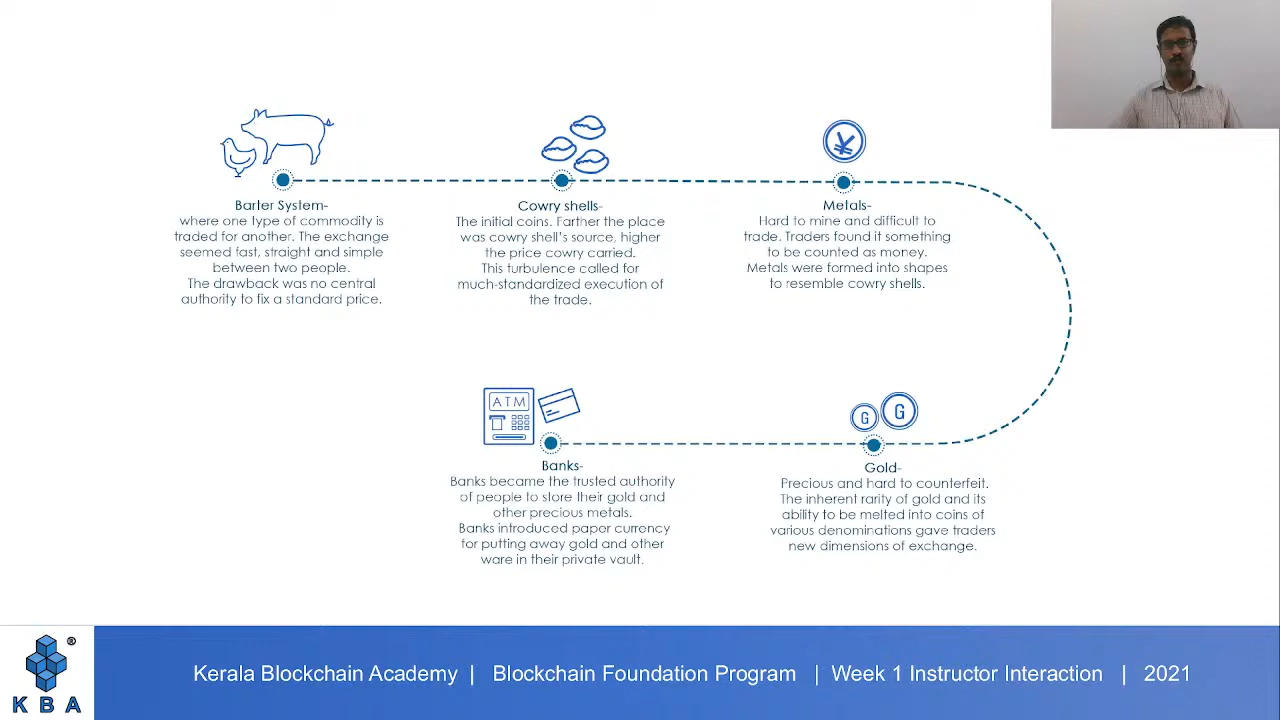 Barter System-
where one type of commodity is
traded for another. The exchange
seemed fast, straight and simple
between two people.
The drawback was no central
authority to fix a standard price.
Cowry shells-
The initial coins. Farther the place
was cowry shell's source, higher
the price cowry carried.
This turbulence called for
much-standardized execution of
the trade.
¥
Metals-
Hard to mine and difficult to
trade. Traders found it something
to be counted as money.
Metals were formed into shapes
to resemble cowry shells.
ATM
Banks-
Banks became the trusted authority
of people to store their gold and
other precious metals.
Banks introduced paper currency
for putting away gold and other
ware in their private vault.
G G
Gold-
Precious and hard to counterfeit.
The inherent rarity of gold and its
ability to be melted into coins of
various denominations gave traders
new dimensions of exchange.
®
KBA
Kerala Blockchain Academy | Blockchain Foundation Program | Week 1 Instructor Interaction | 2021